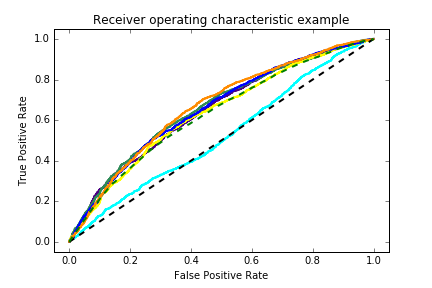 Receiver operating characteristic example
1.0
0.8
0.6
0.4
0.2
0.0
True Positive Rate
0.0 0.2 0.4 0.6 0.8 1.0
False Positive Rate